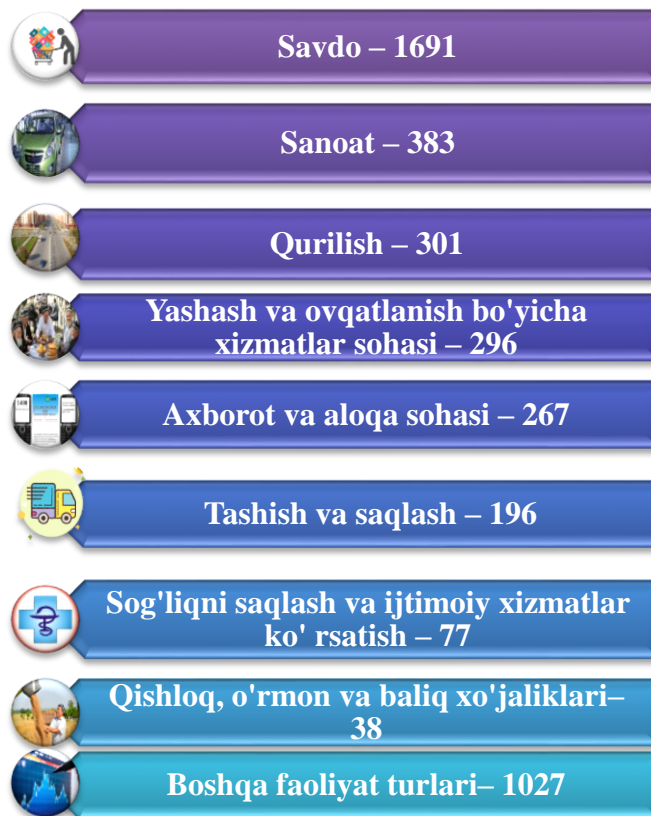 Savdo – 1691
Sanoat – 383
Qurilish – 301
Yashash va ovqatlanish bo'yicha
xizmatlar sohasi – 296
Axborot va aloqa sohasi – 267
Tashish va saqlash – 196
Sog'liqni saqlash va ijtimoiy xizmatlar
ko' rsatish – 77
Qishloq, o'rmon va baliq xo'jaliklari–
38
Boshqa faoliyat turlari– 1027